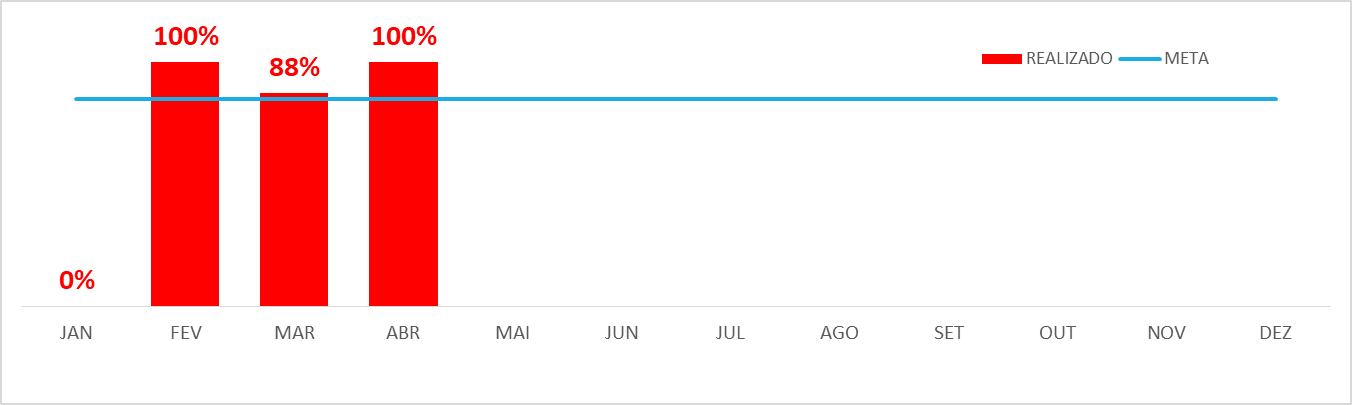 100%
88%
100%
REALIZADO META
0%
JAN FEV MAR ABR MAI JUN JUL AGO SET OUT NOV DEZ